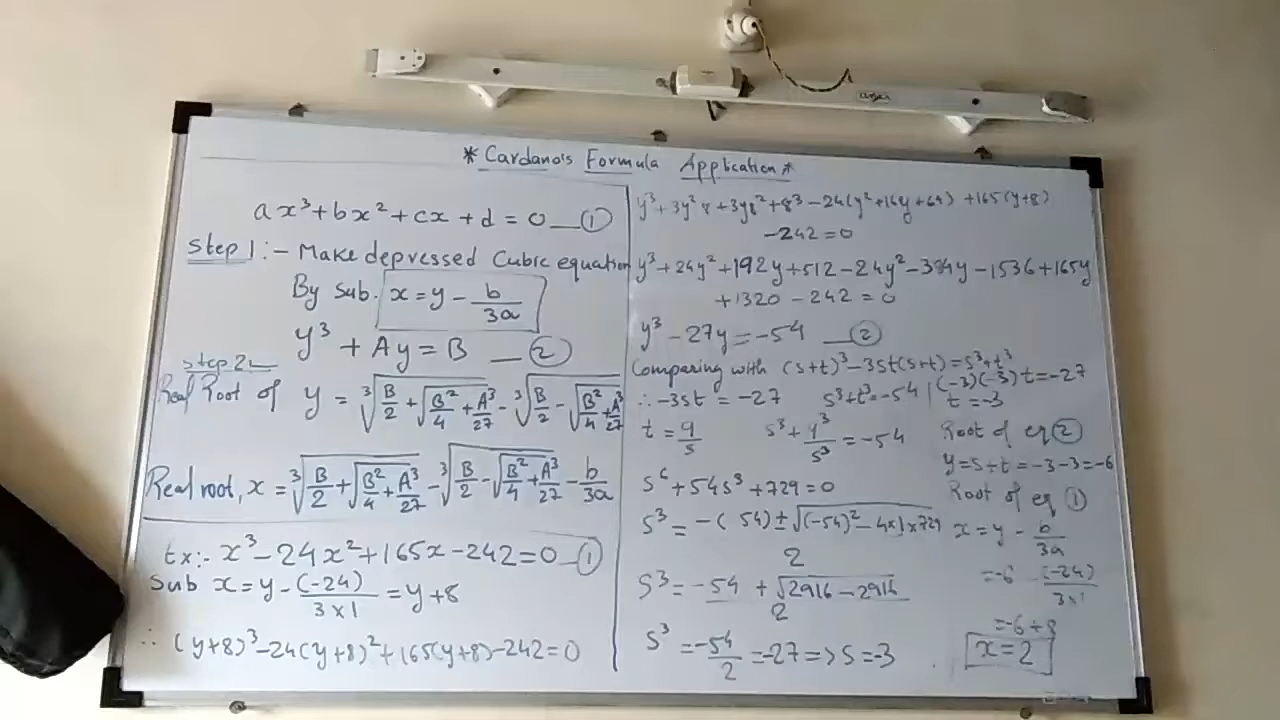 * Cardano's Formula Application *
ax³+bx²+cx+d=0 __ ①
Step 1:- Make depressed Cubic equation
By Sub. x=y-b/3a
y³+Ay=B __ ②
Step 2:-
Real Root of y = ∛(B/2+√(B²/4+A³/27)) - ∛(B/2-√(B²/4+A³/27))
Real root, x = ∛(B/2+√(B²/4+A³/27)) - ∛(B/2-√(B²/4+A³/27)) - b/3a
Ex:- x³-24x²+165x-242=0 _ ①
Sub x=y-(-24)/(3×1)=y+8
∴ (y+8)³-24(y+8)²+165(y+8)-242=0
y³+3y²8+3y8²+8³-24(y²+16y+64)+165(y+8)
-242=0
y³+24y²+192y+512-24y²-384y-1536+165y
+1320-242=0
y³-27y=-54 __ ②
Comparing with (s+t)³-3st(s+t)=s³+t³
∴ -3st = -27 s³+t³=-54
t=9/s s³+9³/s³=-54
s⁶+54s³+729=0
s³=(-(54)±√((-54)²-4×1×729))/2
s³=(-54+√(2916-2916))/2
s³=-54/2=-27=>s=-3
(-3)(-3)t=-27
t=-3
Root of eq ②
y=s+t=-3-3=-6
Root of eq ①
x=y-b/3a
=-6-(-24)/(3×1)
=-6+8
x=2